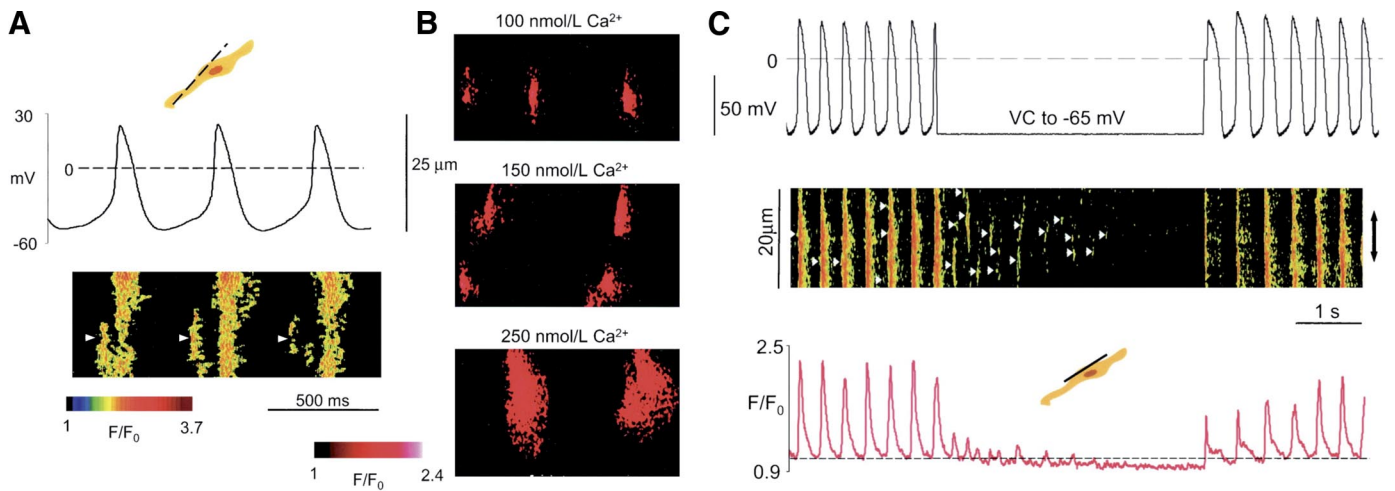 A
30
0
mV
-60
25 μm
1
F/F0
3.7
500 ms
1
F/F0
2.4
B
100 nmol/L Ca²⁺
150 nmol/L Ca²⁺
250 nmol/L Ca²⁺
C
0
50 mV
VC to -65 mV
20μm
1 s
2.5
F/F0
0.9